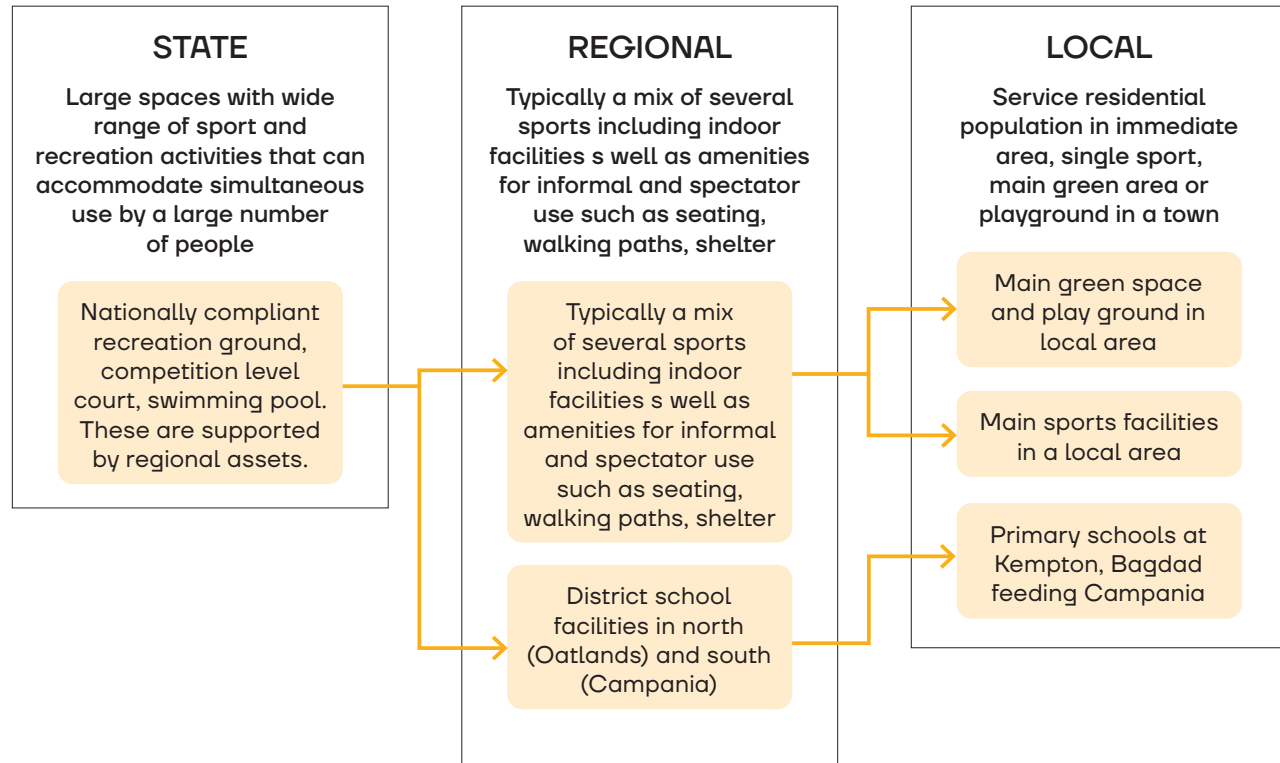 STATE
Large spaces with wide
range of sport and
recreation activities that can
accommodate simultaneous
use by a large number
of people
Nationally compliant
recreation ground,
competition level
court, swimming pool.
These are supported
by regional assets.
REGIONAL
Typically a mix of several
sports including indoor
facilities s well as amenities
for informal and spectator
use such as seating,
walking paths, shelter
Typically a mix
of several sports
including indoor
facilities s well as
amenities for informal
and spectator use
such as seating,
walking paths, shelter
District school
facilities in north
(Oatlands) and south
(Campania)
LOCAL
Service residential
population in immediate
area, single sport,
main green area or
playground in a town
Main green space
and play ground in
local area
Main sports facilities
in a local area
Primary schools at
Kempton, Bagdad
feeding Campania